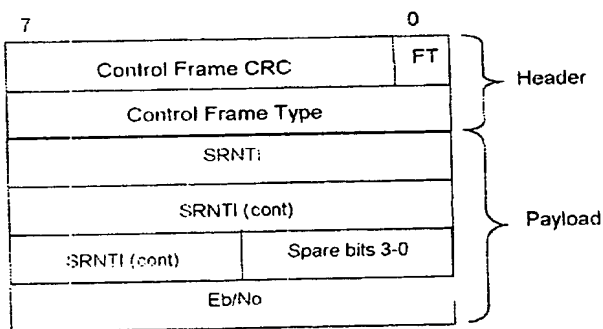 7 0
Control Frame CRC FT
Header
Control Frame Type
SRNTi
SRNTI (cont)
Payload
SRNTI (cont) Spare bits 3-0
Eb/No